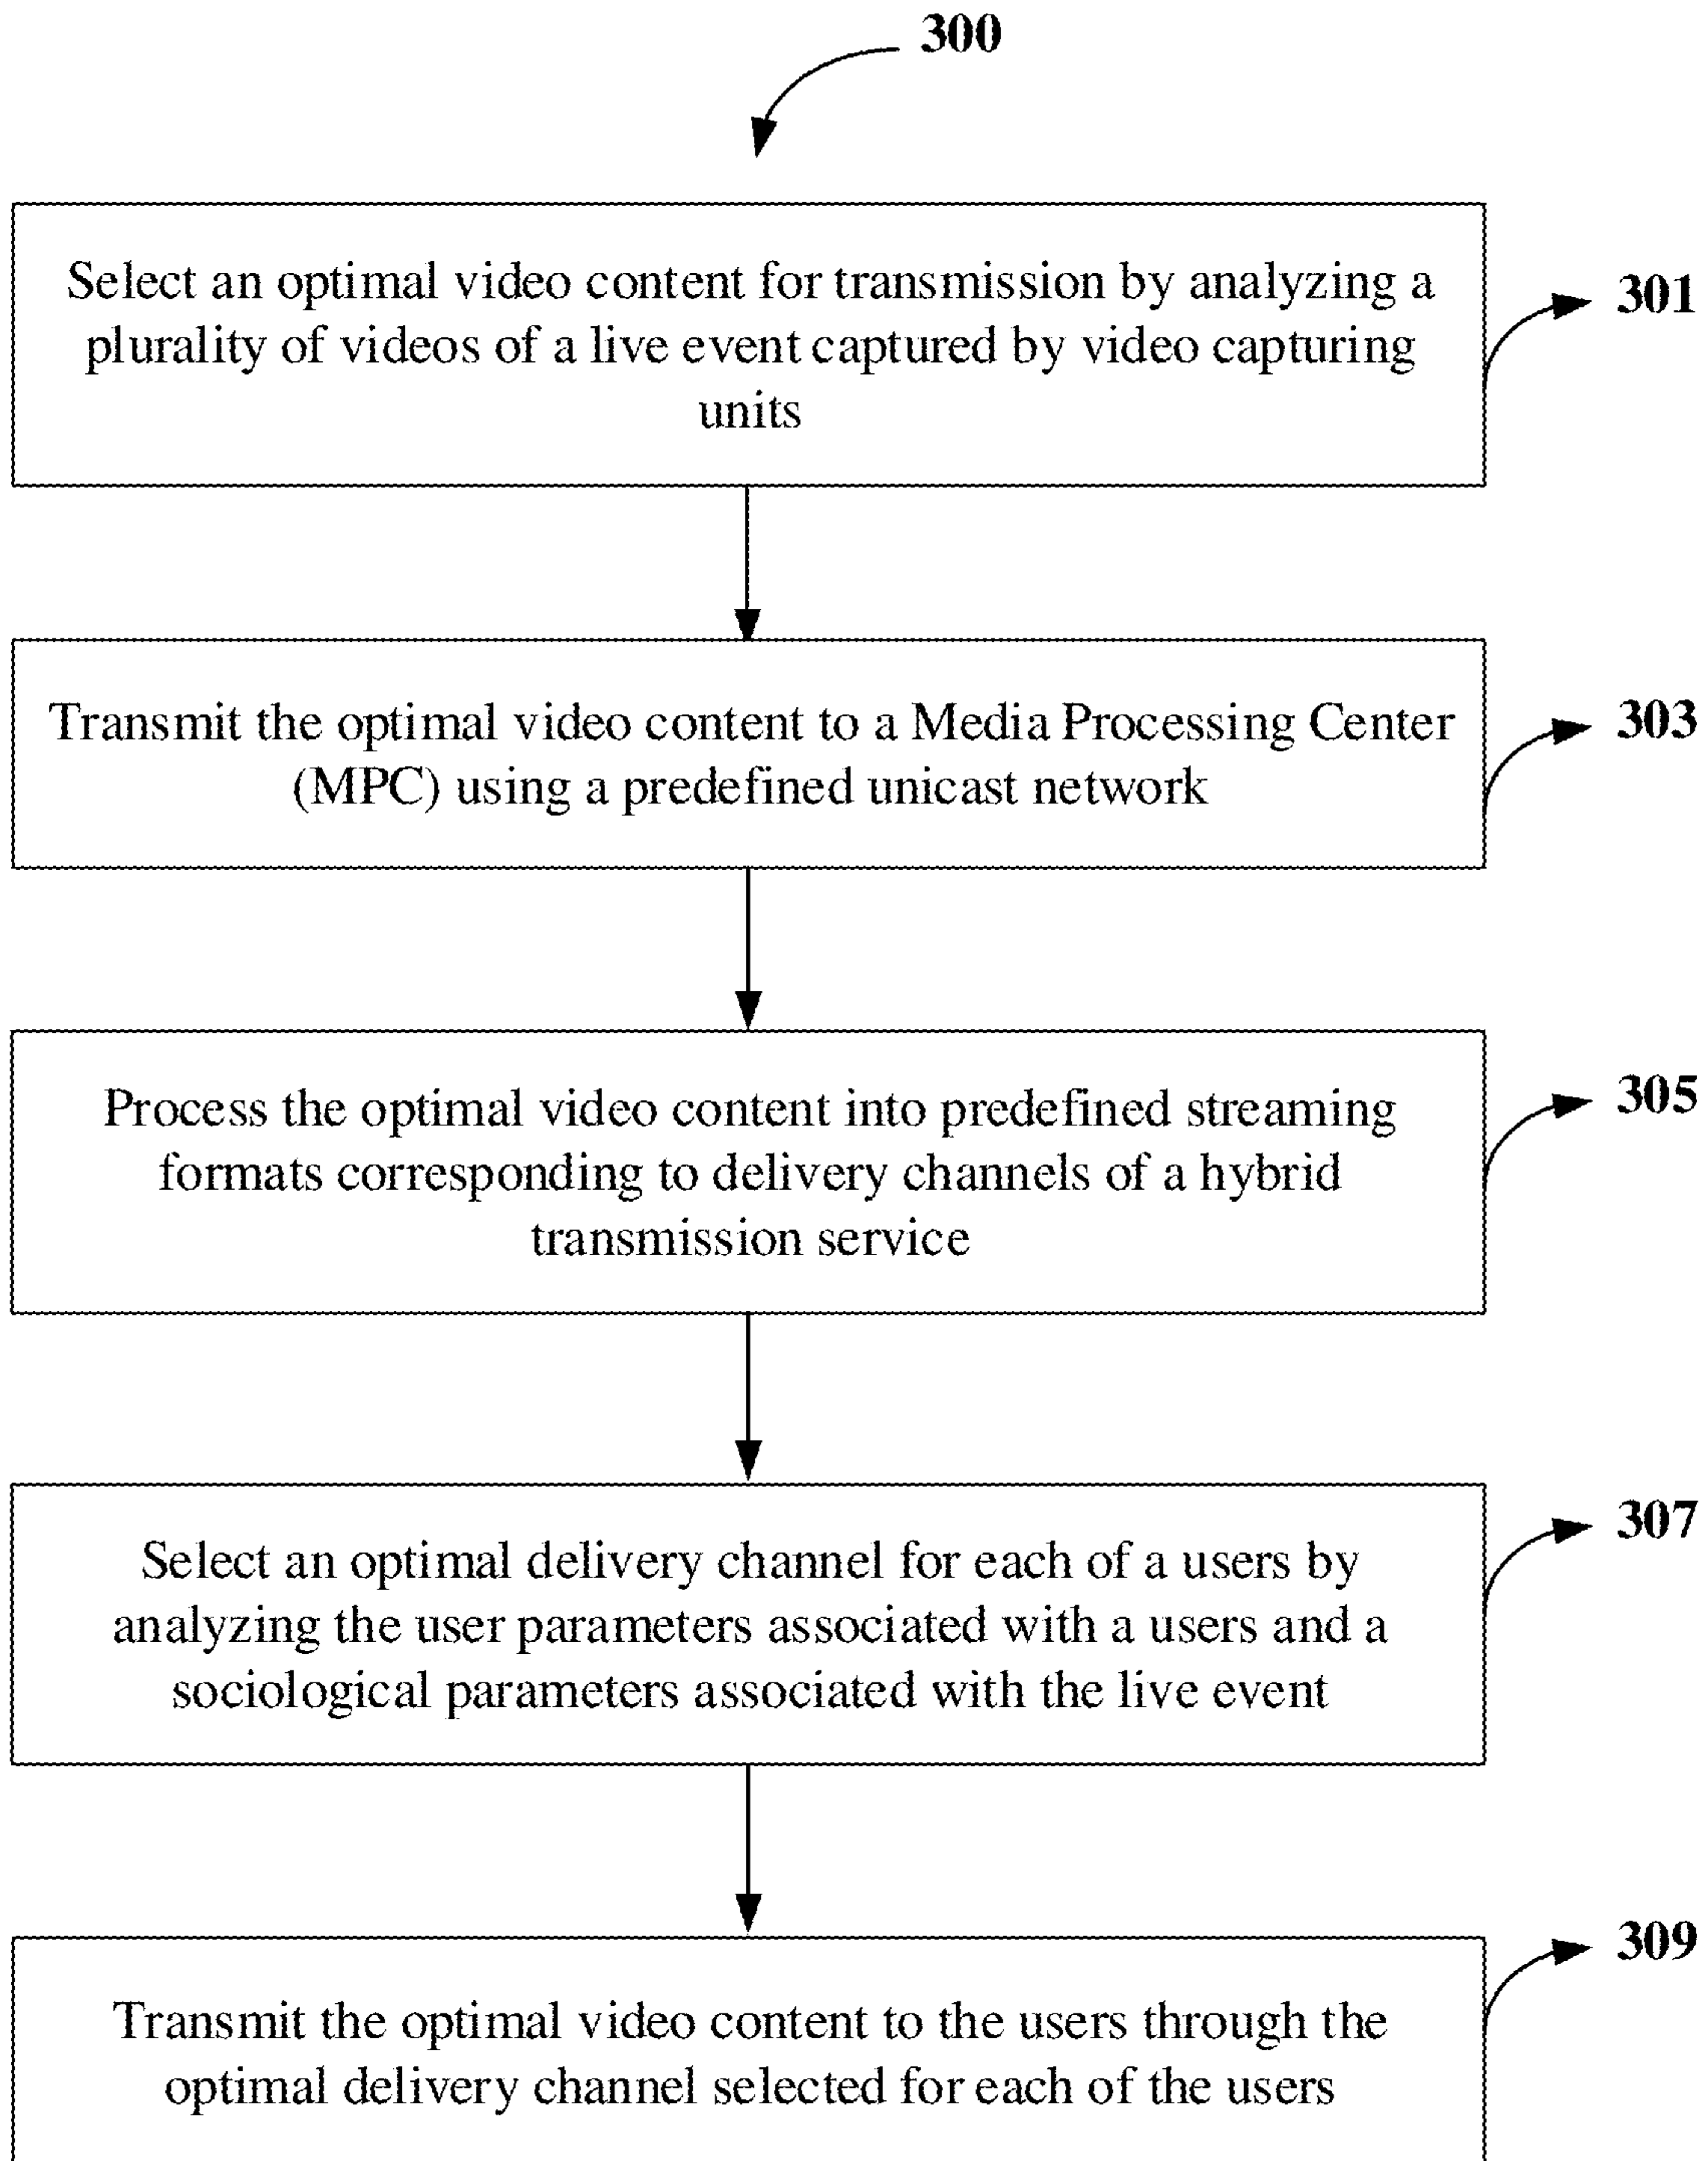 300
Select an optimal video content for transmission by analyzing a
plurality of videos of a live event captured by video capturing
units
301
Transmit the optimal video content to a Media Processing Center
(MPC) using a predefined unicast network
303
Process the optimal video content into predefined streaming
formats corresponding to delivery channels of a hybrid
transmission service
305
Select an optimal delivery channel for each of a users by
analyzing the user parameters associated with a users and a
sociological parameters associated with the live event
307
Transmit the optimal video content to the users through the
optimal delivery channel selected for each of the users
309